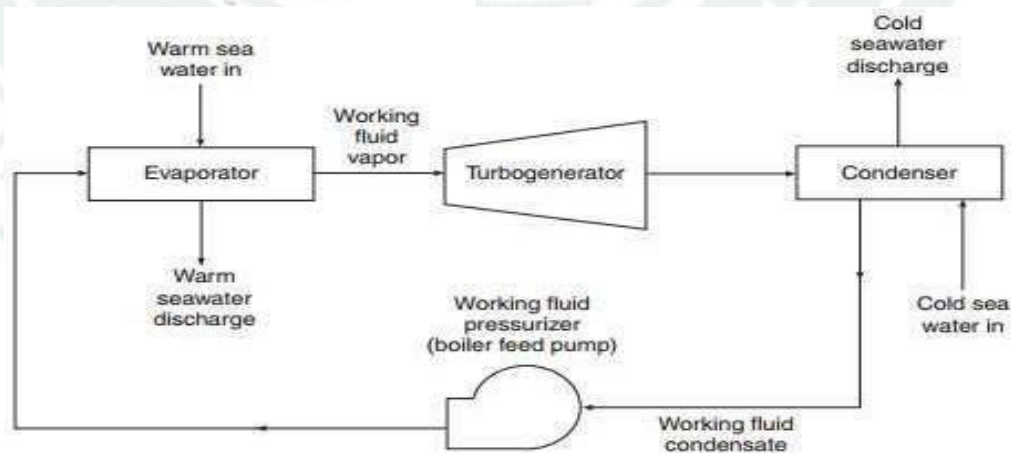 Warm sea
water in
Cold
seawater
discharge
Working
fluid
vapor
Evaporator
Turbogenerator
Condenser
Warm
seawater
discharge
Cold sea
water in
Working fluid
pressurizer
(boiler feed pump)
Working fluid
condensate